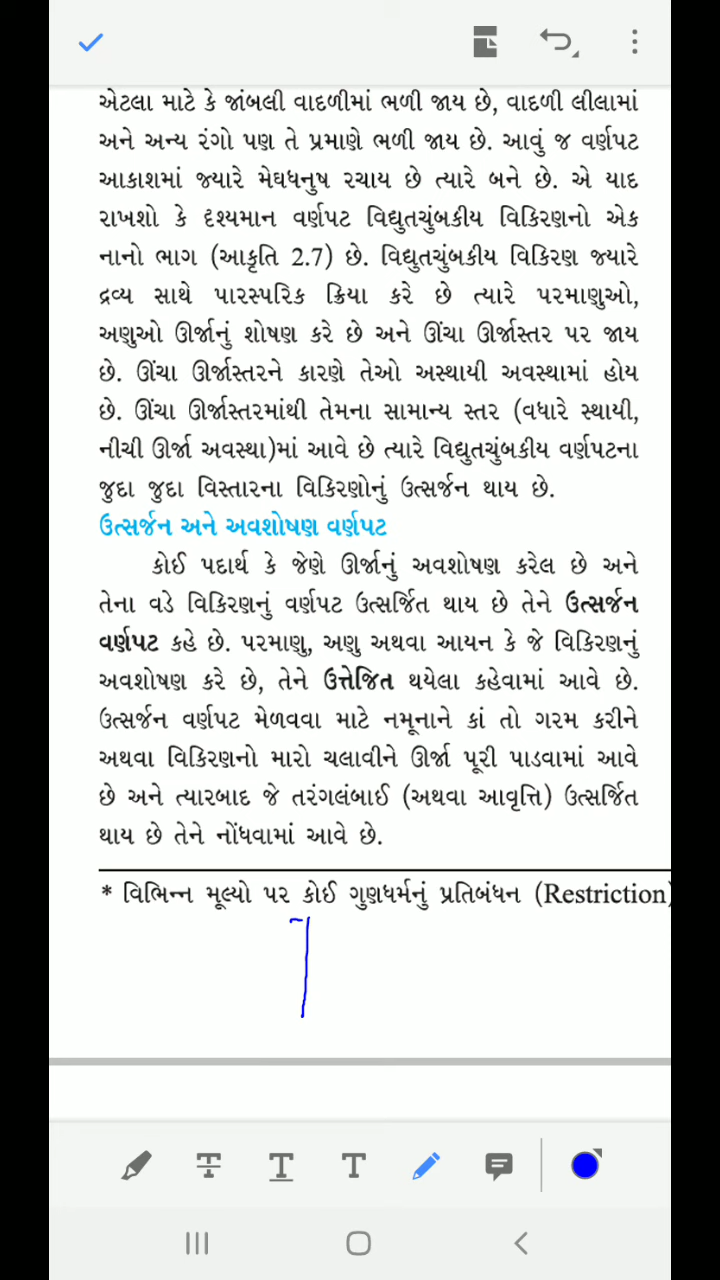 એટલા માટે કે જાંબલી વાદળીમાં ભળી જાય છે, વાદળી લીલામાં
અને અન્ય રંગો પણ તે પ્રમાણે ભળી જાય છે. આવું જ વર્ણપટ
આકાશમાં જ્યારે મેઘધનુષ રચાય છે ત્યારે બને છે. એ યાદ
રાખશો કે દૃશ્યમાન વર્ણપટ વિદ્યુતચુંબકીય વિકિરણનો એક
નાનો ભાગ (આકૃતિ 2.7) છે. વિદ્યુતચુંબકીય વિકિરણ જ્યારે
દ્રવ્ય સાથે પારસ્પરિક ક્રિયા કરે છે ત્યારે પરમાણુઓ,
અણુઓ ઊર્જાનું શોષણ કરે છે અને ઊંચા ઊર્જાસ્તર પર જાય
છે. ઊંચા ઊર્જાસ્તરને કારણે તેઓ અસ્થાયી અવસ્થામાં હોય
છે. ઊંચા ઊર્જાસ્તરમાંથી તેમના સામાન્ય સ્તર (વધારે સ્થાયી,
નીચી ઊર્જા અવસ્થા)માં આવે છે ત્યારે વિદ્યુતચુંબકીય વર્ણપટના
જુદા જુદા વિસ્તારના વિકિરણોનું ઉત્સર્જન થાય છે.
ઉત્સર્જન અને અવશોષણ વર્ણપટ
કોઈ પદાર્થ કે જેણે ઊર્જાનું અવશોષણ કરેલ છે અને
તેના વડે વિકિરણનું વર્ણપટ ઉત્સર્જિત થાય છે તેને ઉત્સર્જન
વર્ણપટ કહે છે. પરમાણુ, અણુ અથવા આયન કે જે વિકિરણનું
અવશોષણ કરે છે, તેને ઉત્તેજિત થયેલા કહેવામાં આવે છે.
ઉત્સર્જન વર્ણપટ મેળવવા માટે નમૂનાને કાં તો ગરમ કરીને
અથવા વિકિરણનો મારો ચલાવીને ઊર્જા પૂરી પાડવામાં આવે
છે અને ત્યારબાદ જે તરંગલંબાઈ (અથવા આવૃત્તિ) ઉત્સર્જિત
થાય છે તેને નોંધવામાં આવે છે.
* વિભિન્ન મૂલ્યો પર કોઈ ગુણધર્મનું પ્રતિબંધન (Restriction)